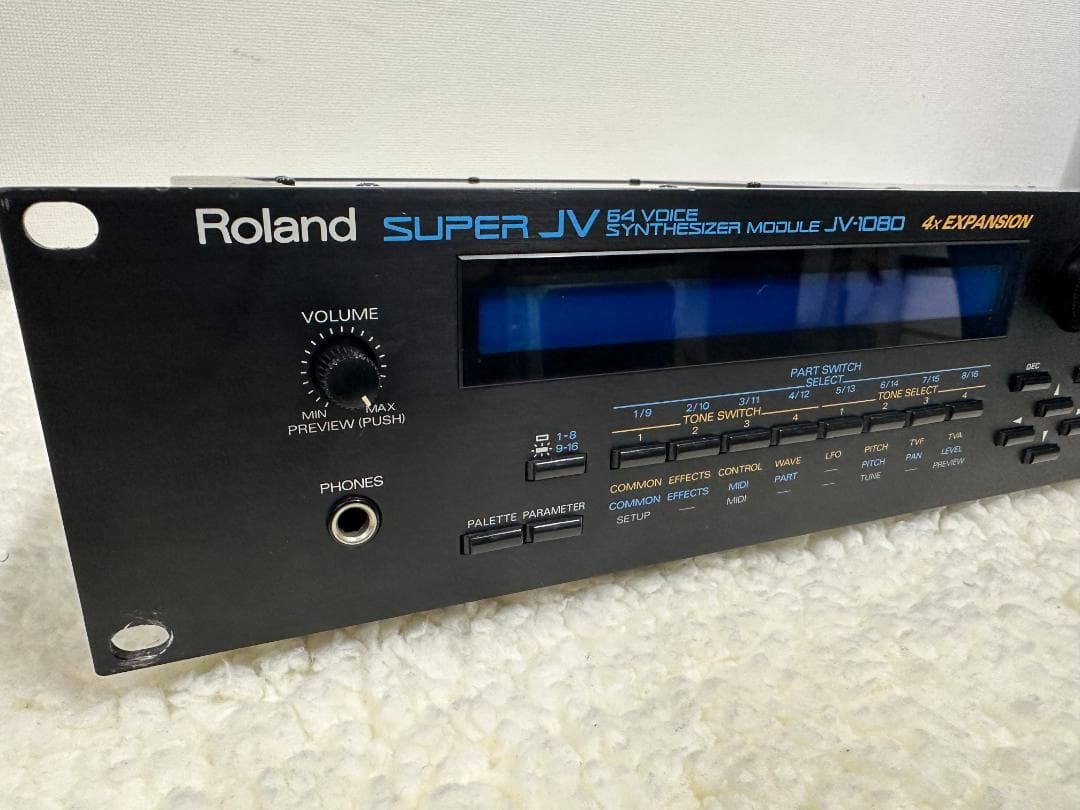 Roland SUPER JV 64 VOICE SYNTHESIZER MODULE JV-1080 4x EXPANSION
VOLUME
MIN MAX
PREVIEW (PUSH)
PHONES
PALETTE PARAMETER
1-8
9-16
PART SWITCH
SELECT
1/9 2/10 3/11 4/12 5/13 6/14 7/15 8/16
TONE SWITCH TONE SELECT
1 2 3 4 1 2 3 4
COMMON EFFECTS CONTROL WAVE LFO PITCH TVF TVA
COMMON EFFECTS MIDI PART — PITCH PAN LEVEL
SETUP — MIDI — — TUNE — PREVIEW
DEC